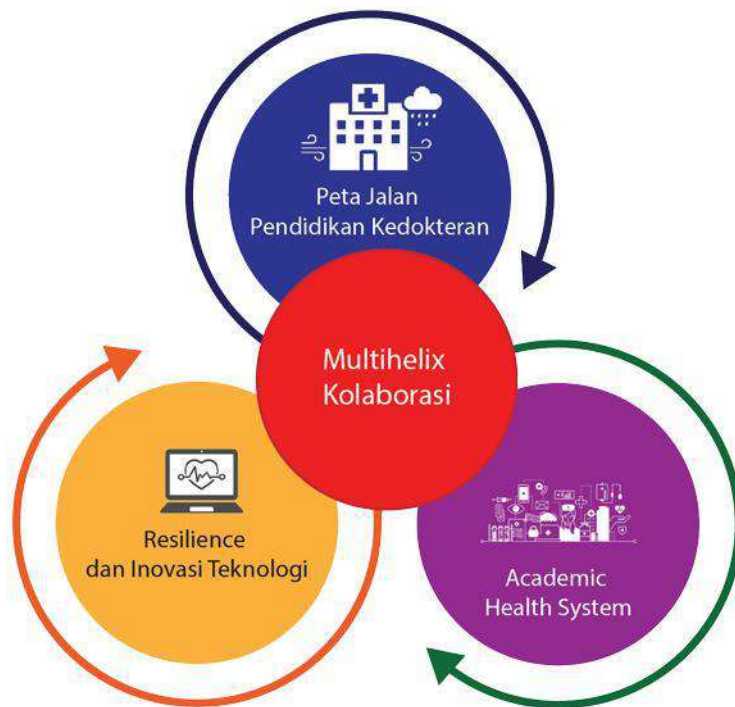 Peta Jalan
Pendidikan Kedokteran
Multihelix
Kolaborasi
Resilience
dan Inovasi Teknologi
Academic
Health System